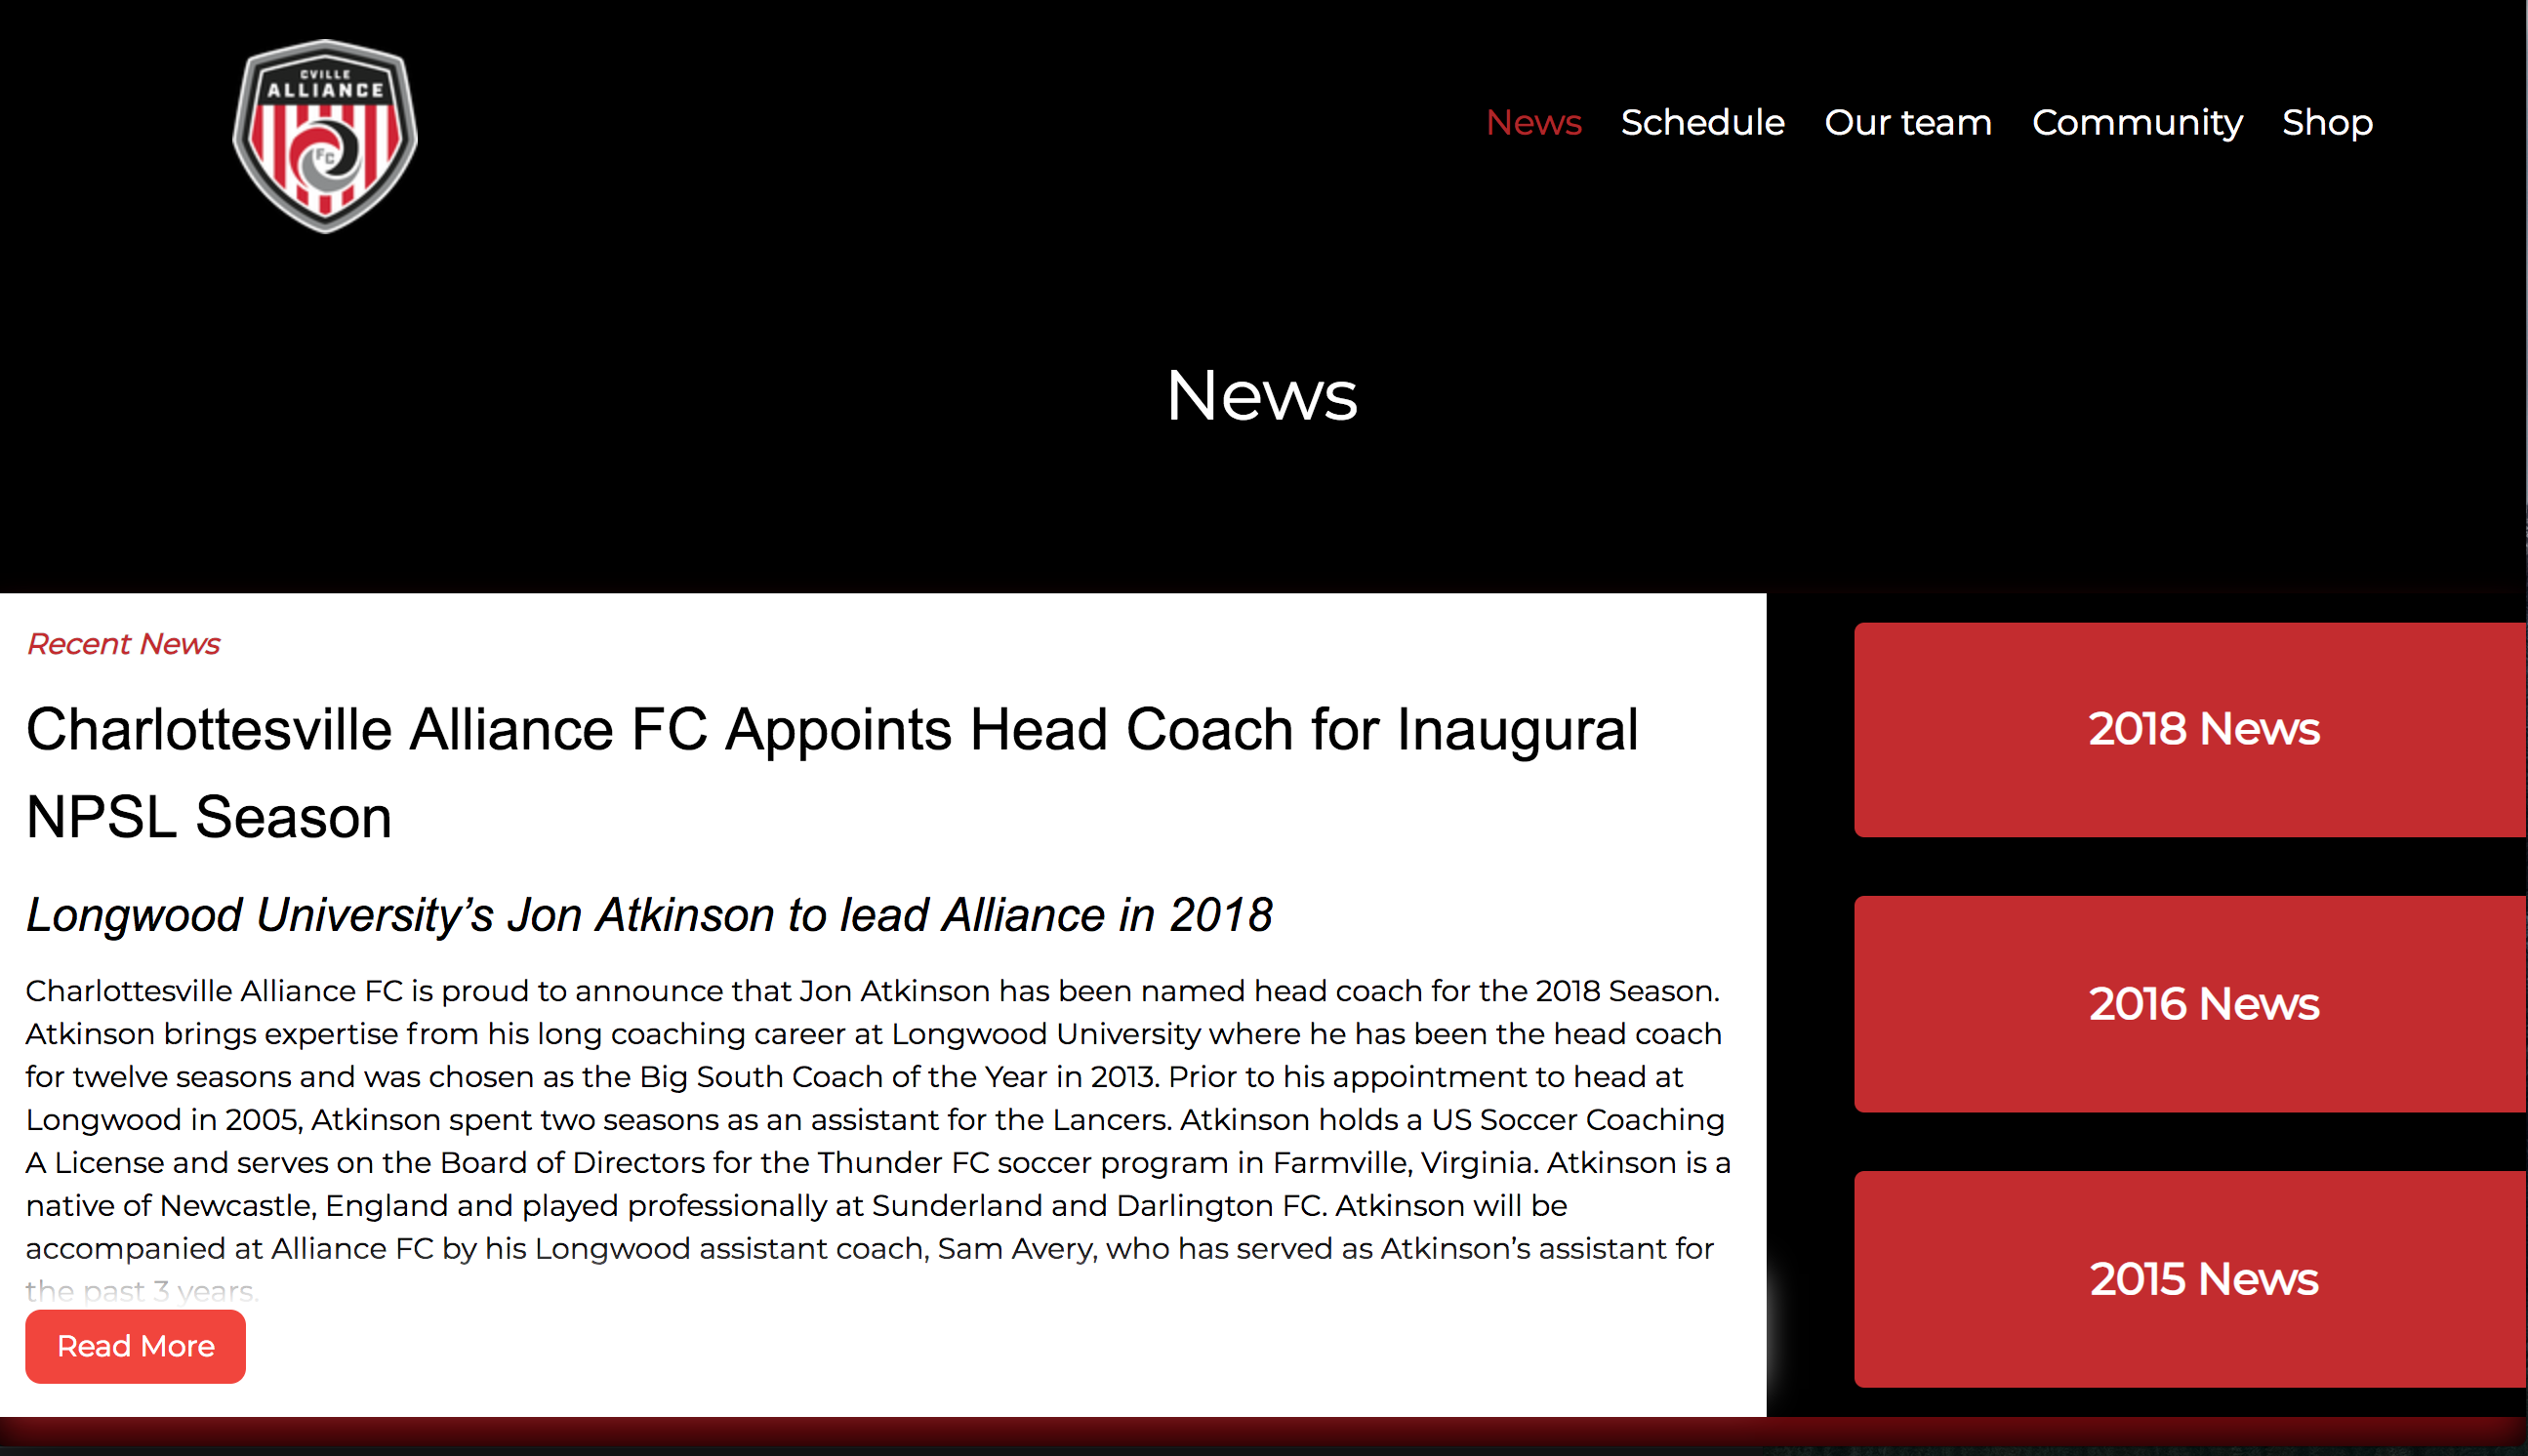 CVILLE
ALLIANCE
FC
News Schedule Our team Community Shop
News
Recent News
Charlottesville Alliance FC Appoints Head Coach for Inaugural
NPSL Season
Longwood University’s Jon Atkinson to lead Alliance in 2018
Charlottesville Alliance FC is proud to announce that Jon Atkinson has been named head coach for the 2018 Season.
Atkinson brings expertise from his long coaching career at Longwood University where he has been the head coach
for twelve seasons and was chosen as the Big South Coach of the Year in 2013. Prior to his appointment to head at
Longwood in 2005, Atkinson spent two seasons as an assistant for the Lancers. Atkinson holds a US Soccer Coaching
A License and serves on the Board of Directors for the Thunder FC soccer program in Farmville, Virginia. Atkinson is a
native of Newcastle, England and played professionally at Sunderland and Darlington FC. Atkinson will be
accompanied at Alliance FC by his Longwood assistant coach, Sam Avery, who has served as Atkinson’s assistant for
the past 3 years.
Read More
2018 News
2016 News
2015 News